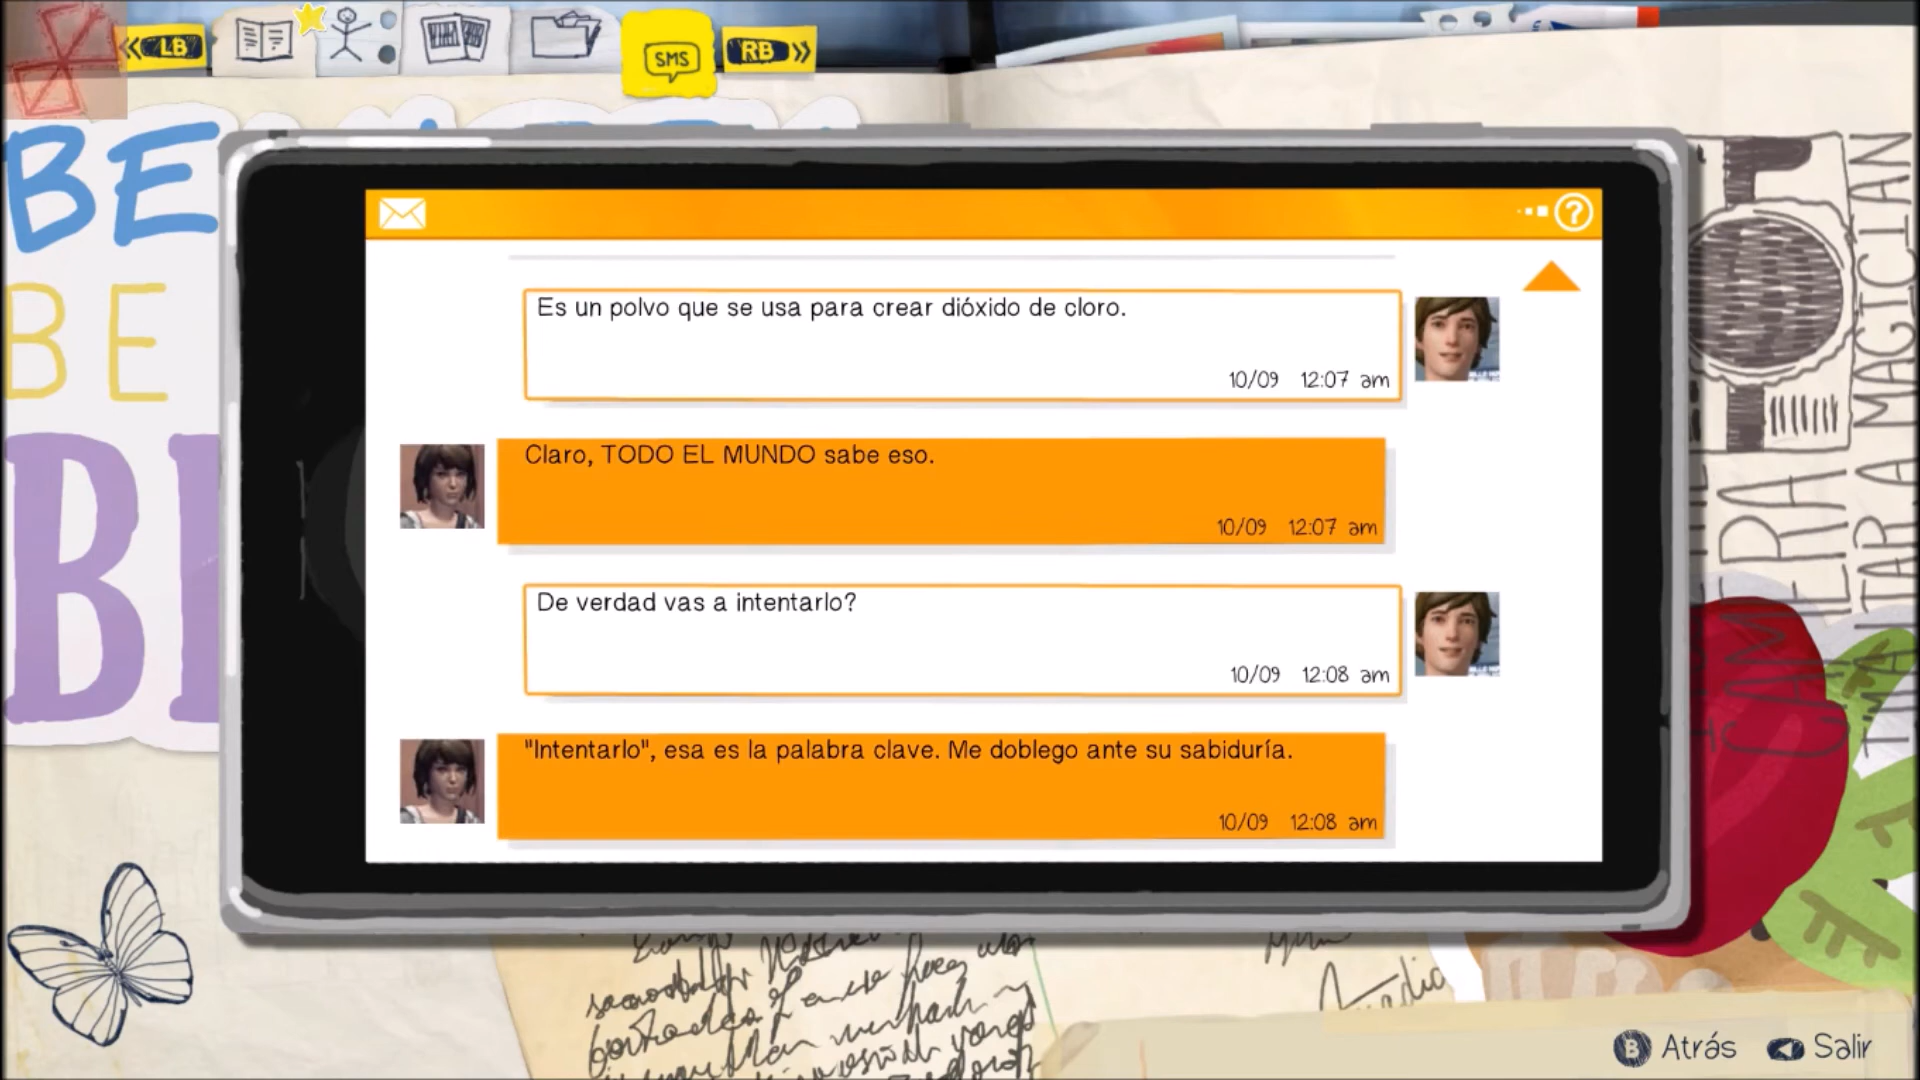 LB
SMS
RB
BE
BE
Es un polvo que se usa para crear dióxido de cloro.
10/09 12:07 am
Claro, TODO EL MUNDO sabe eso.
10/09 12:07 am
De verdad vas a intentarlo?
10/09 12:08 am
"Intentarlo", esa es la palabra clave. Me doblego ante su sabiduría.
10/09 12:08 am
?
B Atrás
Salir